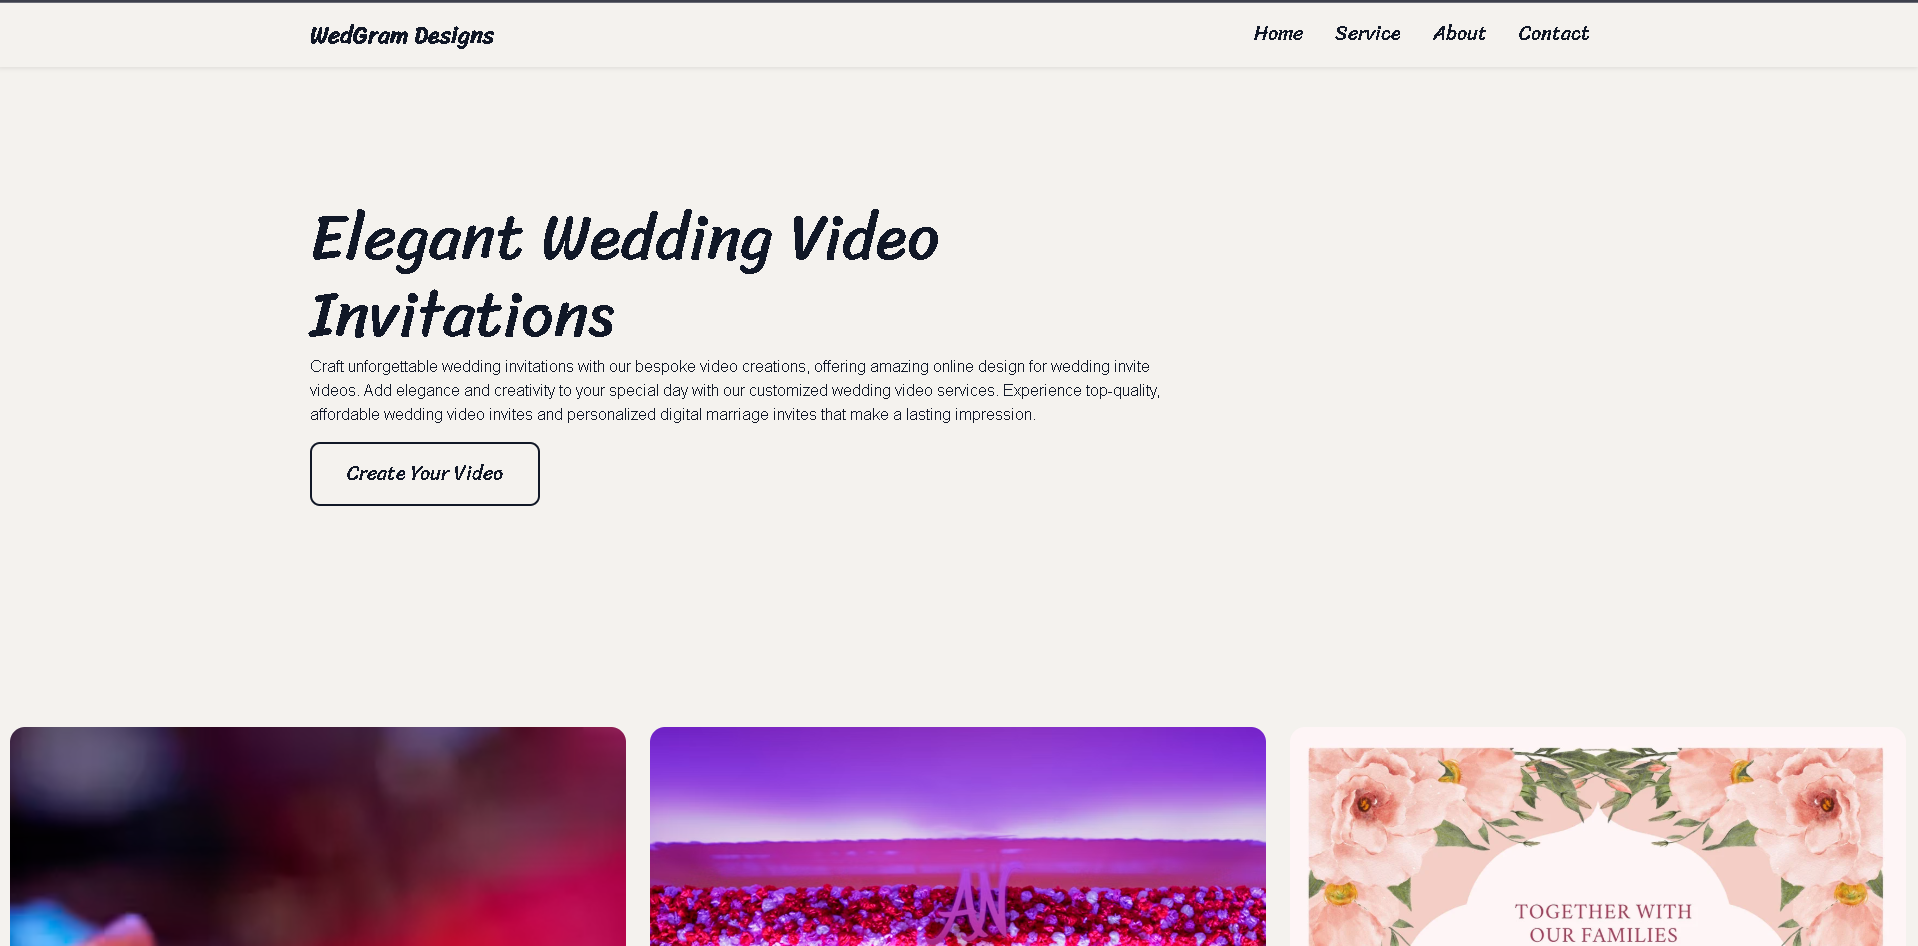 WedGram Designs
Home Service About Contact
Elegant Wedding Video
Invitations
Craft unforgettable wedding invitations with our bespoke video creations, offering amazing online design for wedding invite
videos. Add elegance and creativity to your special day with our customized wedding video services. Experience top-quality,
affordable wedding video invites and personalized digital marriage invites that make a lasting impression.
Create Your Video
AN
TOGETHER WITH
OUR FAMILIES